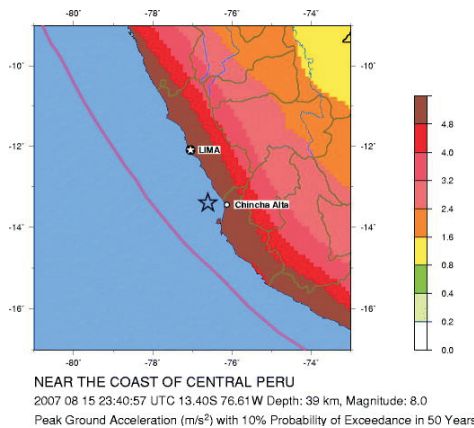 -80° -78° -76° -74°
-10° -10°
-12° LIMA -12°
Chincha Alta
-14° -14°
-16° -16°
-80° -78° -76° -74°
4.8
4.0
3.2
2.4
1.6
0.8
0.4
0.2
0.0
NEAR THE COAST OF CENTRAL PERU
2007 08 15 23:40:57 UTC 13.40S 76.61W Depth: 39 km, Magnitude: 8.0
Peak Ground Acceleration (m/s²) with 10% Probability of Exceedance in 50 Years